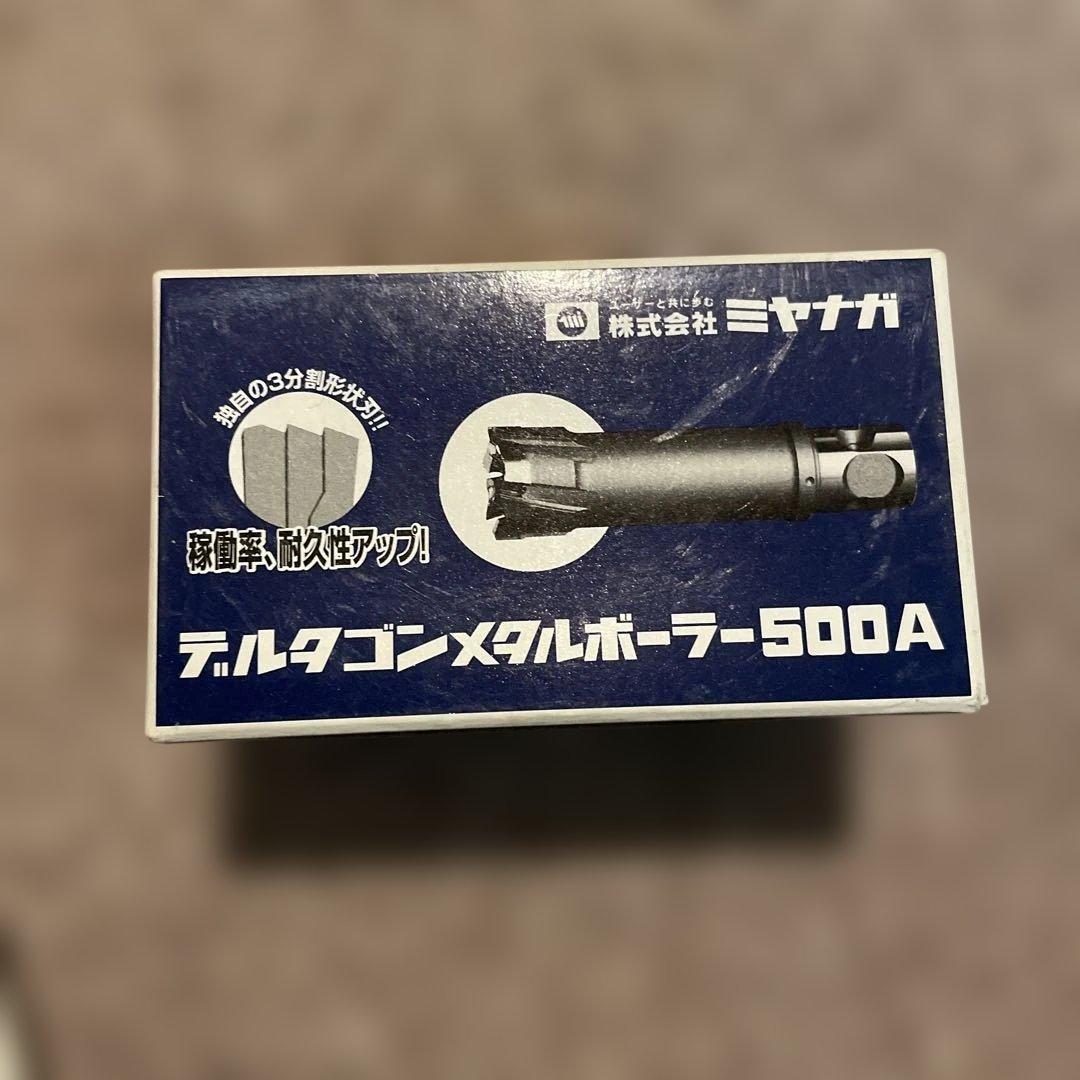 ユーザーと共に歩む
株式会社 ミヤナガ
独自の3分割形状刃!!
稼働率、耐久性アップ!
デルタゴンメタルボーラー500A